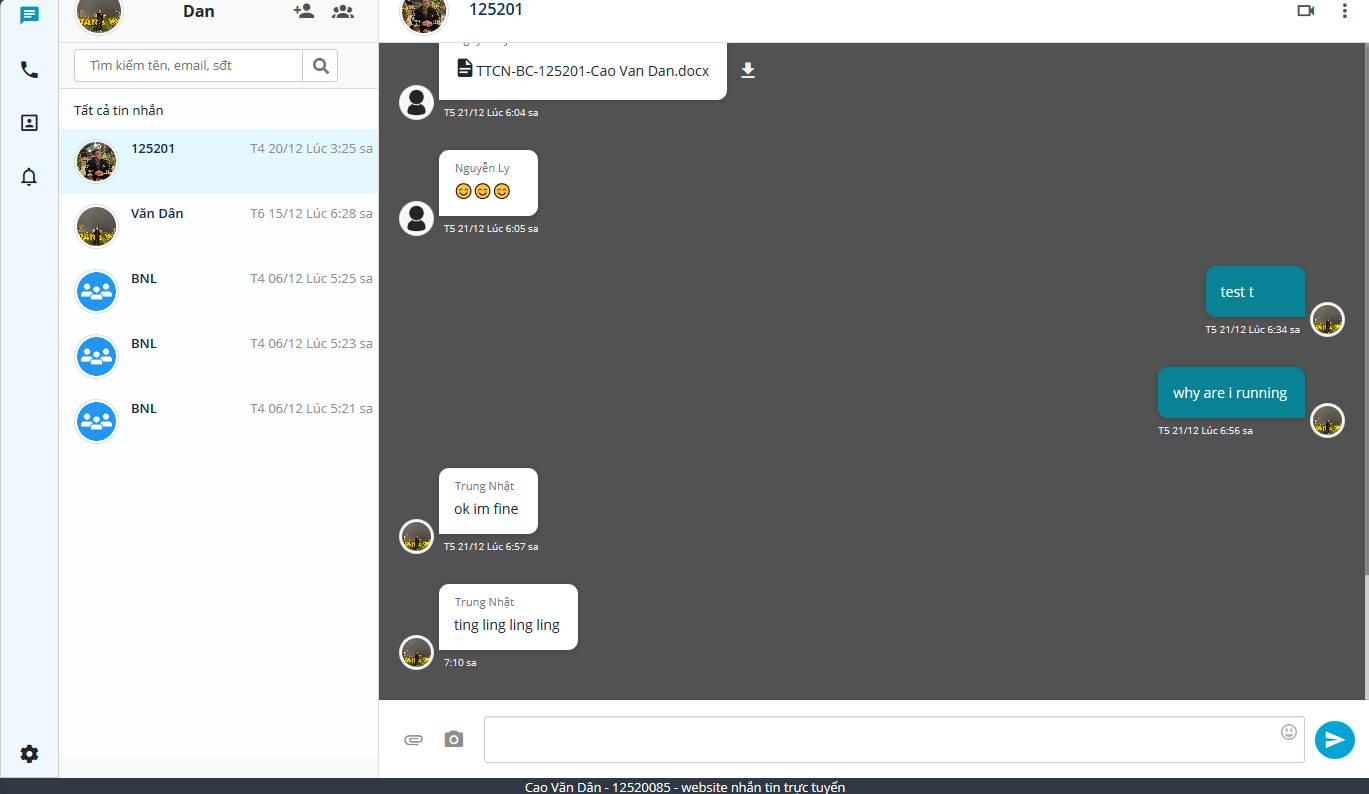 Dan
Tìm kiếm tên, email, sđt
Tất cả tin nhắn
125201
T4 20/12 Lúc 3:25 sa
Văn Dân
T6 15/12 Lúc 6:28 sa
BNL
T4 06/12 Lúc 5:25 sa
BNL
T4 06/12 Lúc 5:23 sa
BNL
T4 06/12 Lúc 5:21 sa
125201
TTCN-BC-125201-Cao Van Dan.docx
T5 21/12 Lúc 6:04 sa
Nguyễn Ly
😊😊😊
T5 21/12 Lúc 6:05 sa
test t
T5 21/12 Lúc 6:34 sa
why are i running
T5 21/12 Lúc 6:56 sa
Trung Nhật
ok im fine
T5 21/12 Lúc 6:57 sa
Trung Nhật
ting ling ling ling
7:10 sa
Cao Văn Dân - 12520085 - website nhắn tin trực tuyến